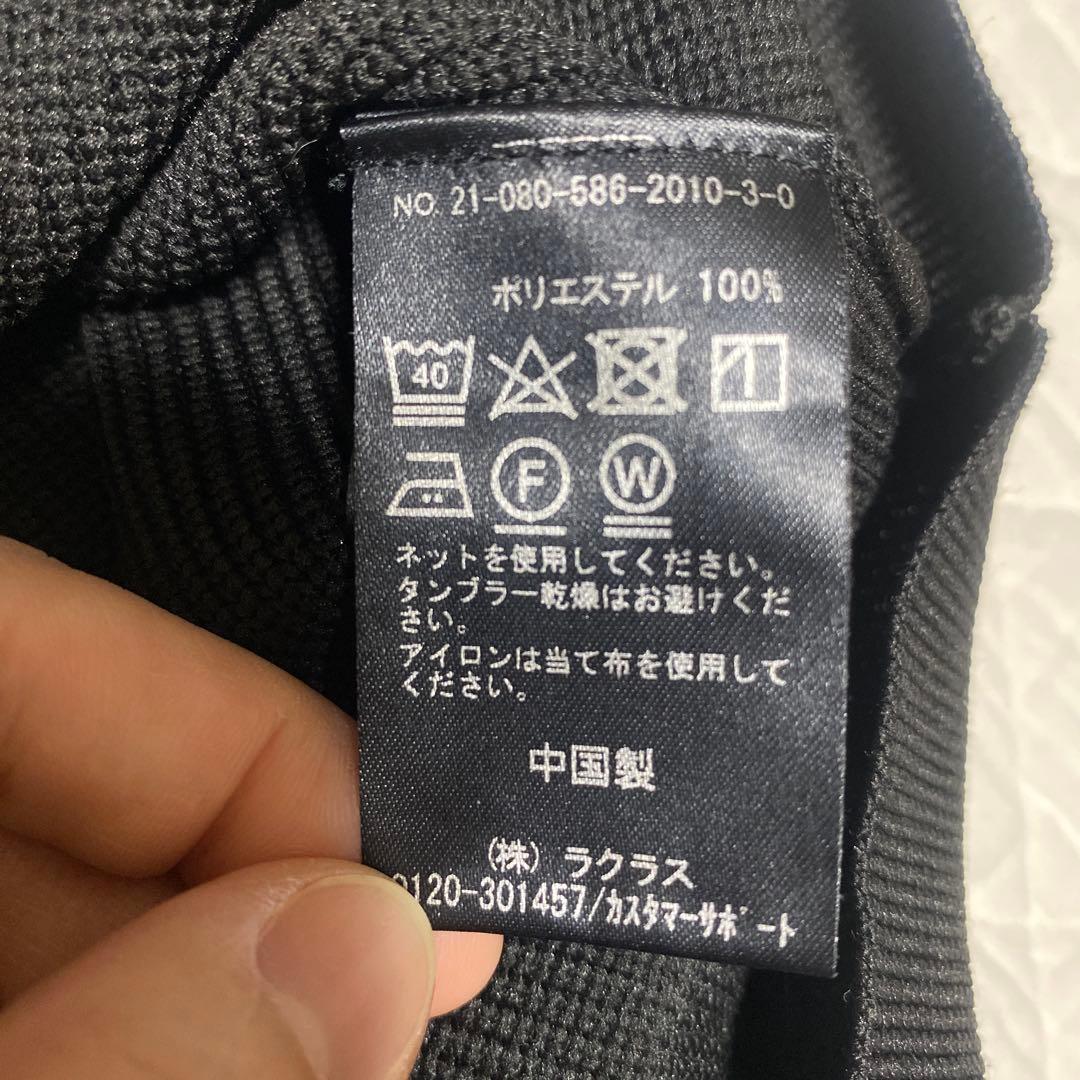 NO. 21-080-586-2010-3-0
ポリエステル 100%
40
F W
ネットを使用してください。
タンブラー乾燥はお避けくだ
さい。
アイロンは当て布を使用して
ください。
中国製
(株) ラクラス
120-301457/ｶｽﾀﾏｰｻﾎﾟｰﾄ